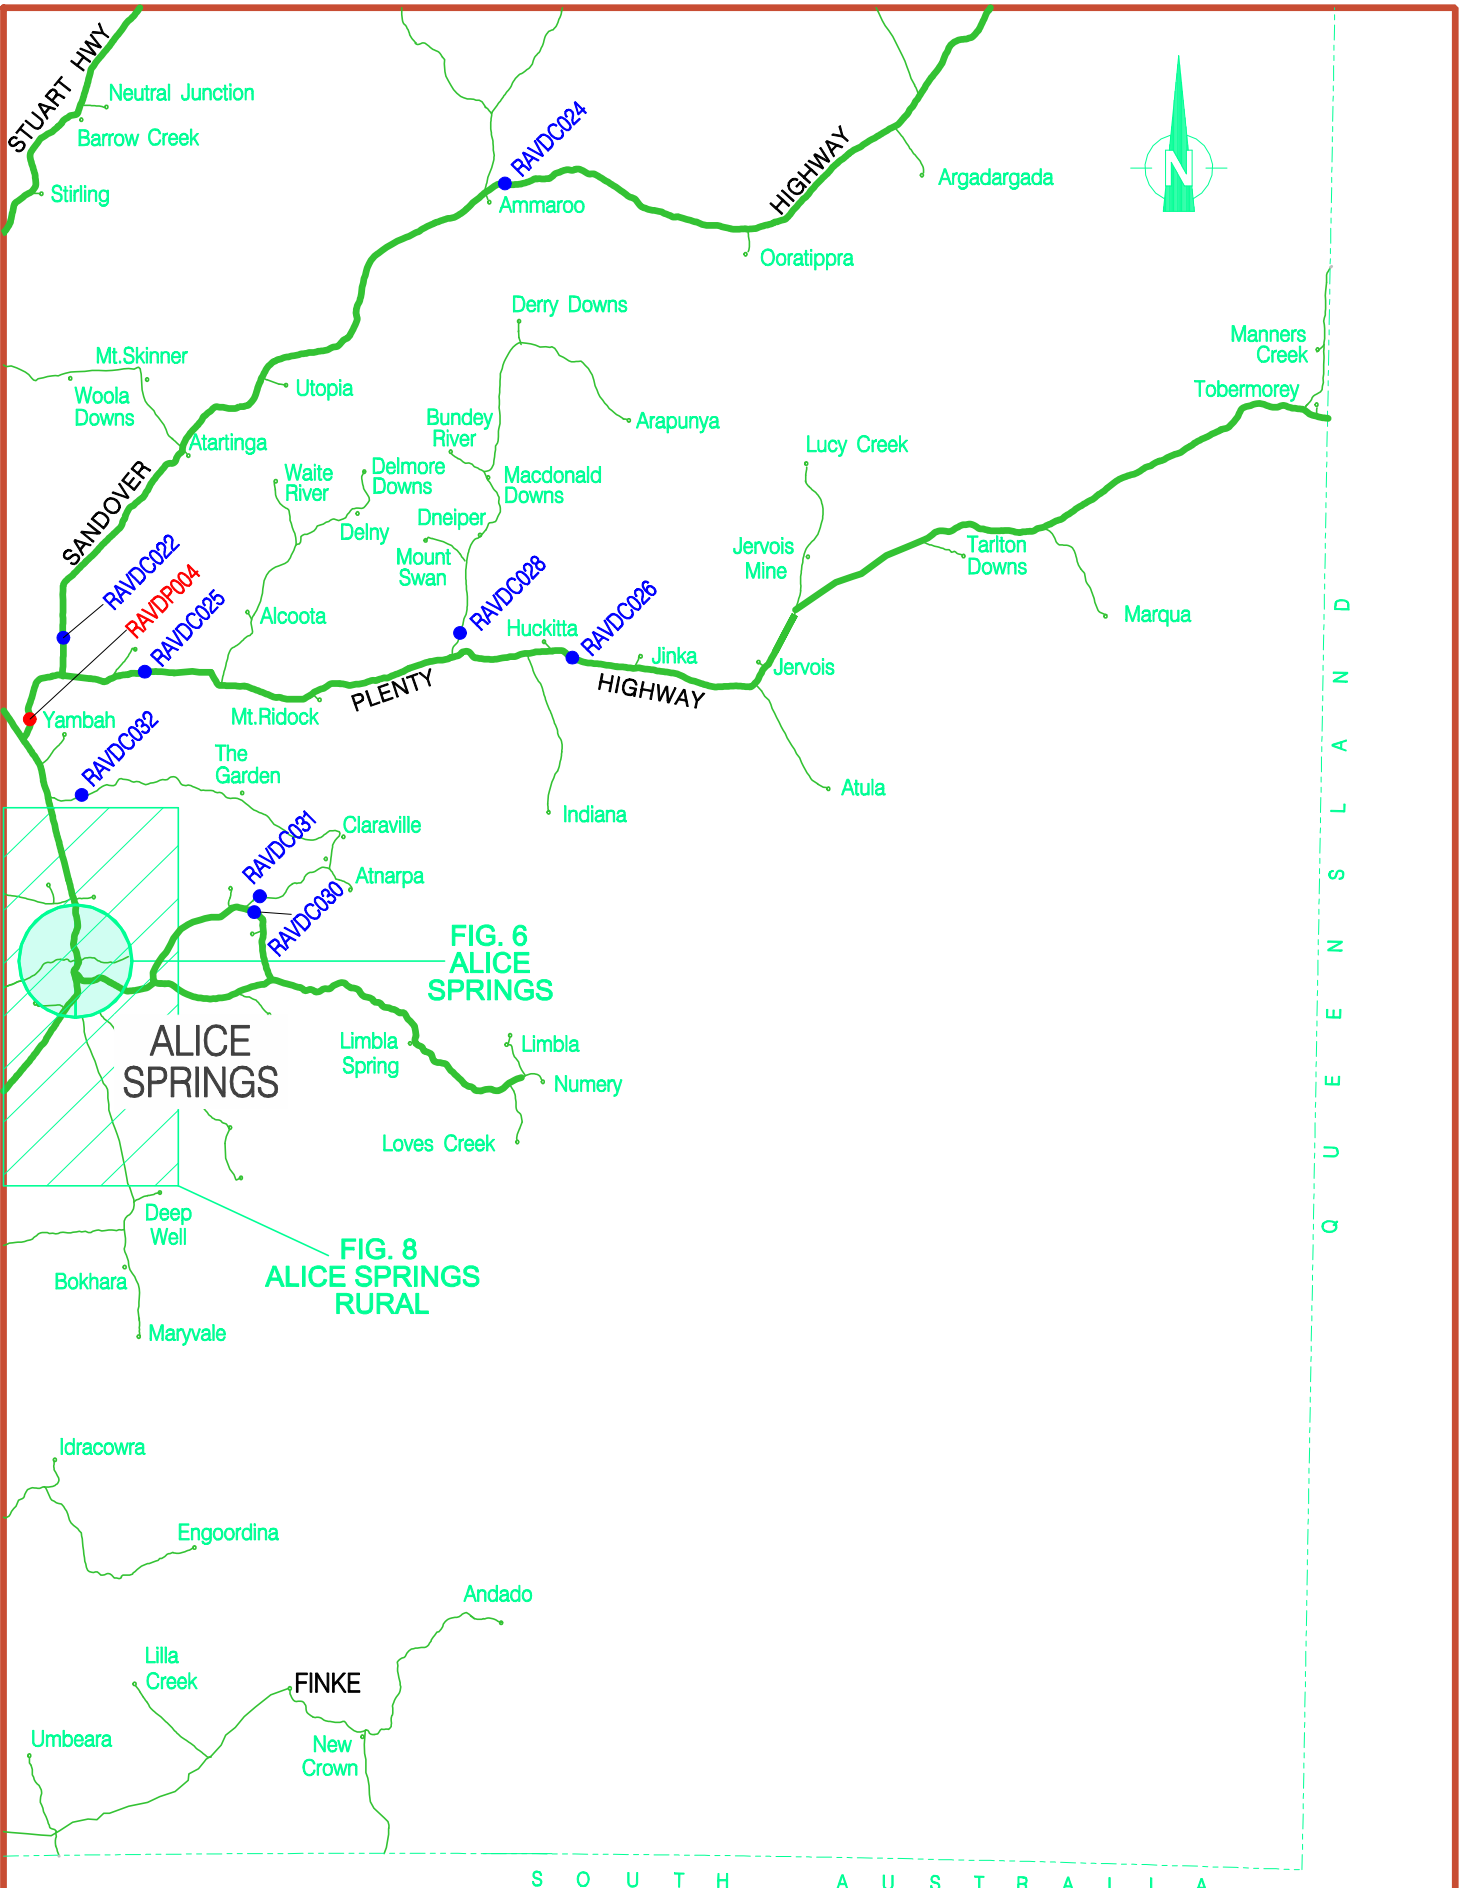 STUART HWY
Neutral Junction
Barrow Creek
Stirling
RAVDC024
Ammaroo
HIGHWAY
Argadargada
N
Ooratippra
Derry Downs
Manners
Creek
Tobermorey
Mt.Skinner
Woola
Downs
Utopia
Atartinga
Bundey
River
Arapunya
Lucy Creek
Waite
River
Delmore
Downs
Macdonald
Downs
Delny
Dneiper
Mount
Swan
Jervois
Mine
Tarlton
Downs
SANDOVER
RAVDC022
RAVDP004
RAVDC025
Alcoota
RAVDC028
Huckitta
RAVDC026
Jinka
Jervois
Marqua
PLENTY
HIGHWAY
Mt.Ridock
Yambah
RAVDC032
The
Garden
Atula
Indiana
RAVDC031
Claraville
Atnarpa
RAVDC030
FIG. 6
ALICE
SPRINGS
ALICE
SPRINGS
Limbla
Spring
Limbla
Numery
Loves Creek
QUEENSLAND
Deep
Well
FIG. 8
ALICE SPRINGS
RURAL
Bokhara
Maryvale
Idracowra
Engoordina
Andado
Lilla
Creek
FINKE
Umbeara
New
Crown
SOUTH AUSTRALIA